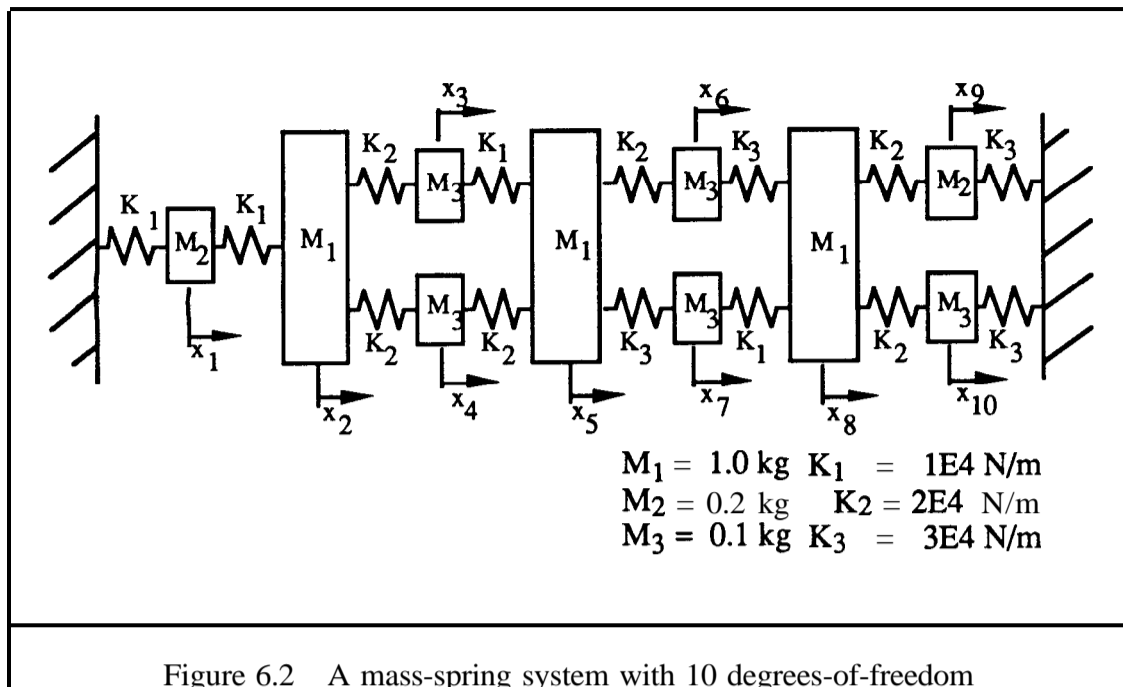 x3 x6 x9
K2 K1 K2 K3 K2 K3
M3 M3 M2
K1 K1
M2 M1 M1 M1
M3 M3 M3
x1 K2 K2 K3 K1 K2 K3
x2 x4 x5 x7 x8 x10
M1 = 1.0 kg K1 = 1E4 N/m
M2 = 0.2 kg K2 = 2E4 N/m
M3 = 0.1 kg K3 = 3E4 N/m
Figure 6.2 A mass-spring system with 10 degrees-of-freedom